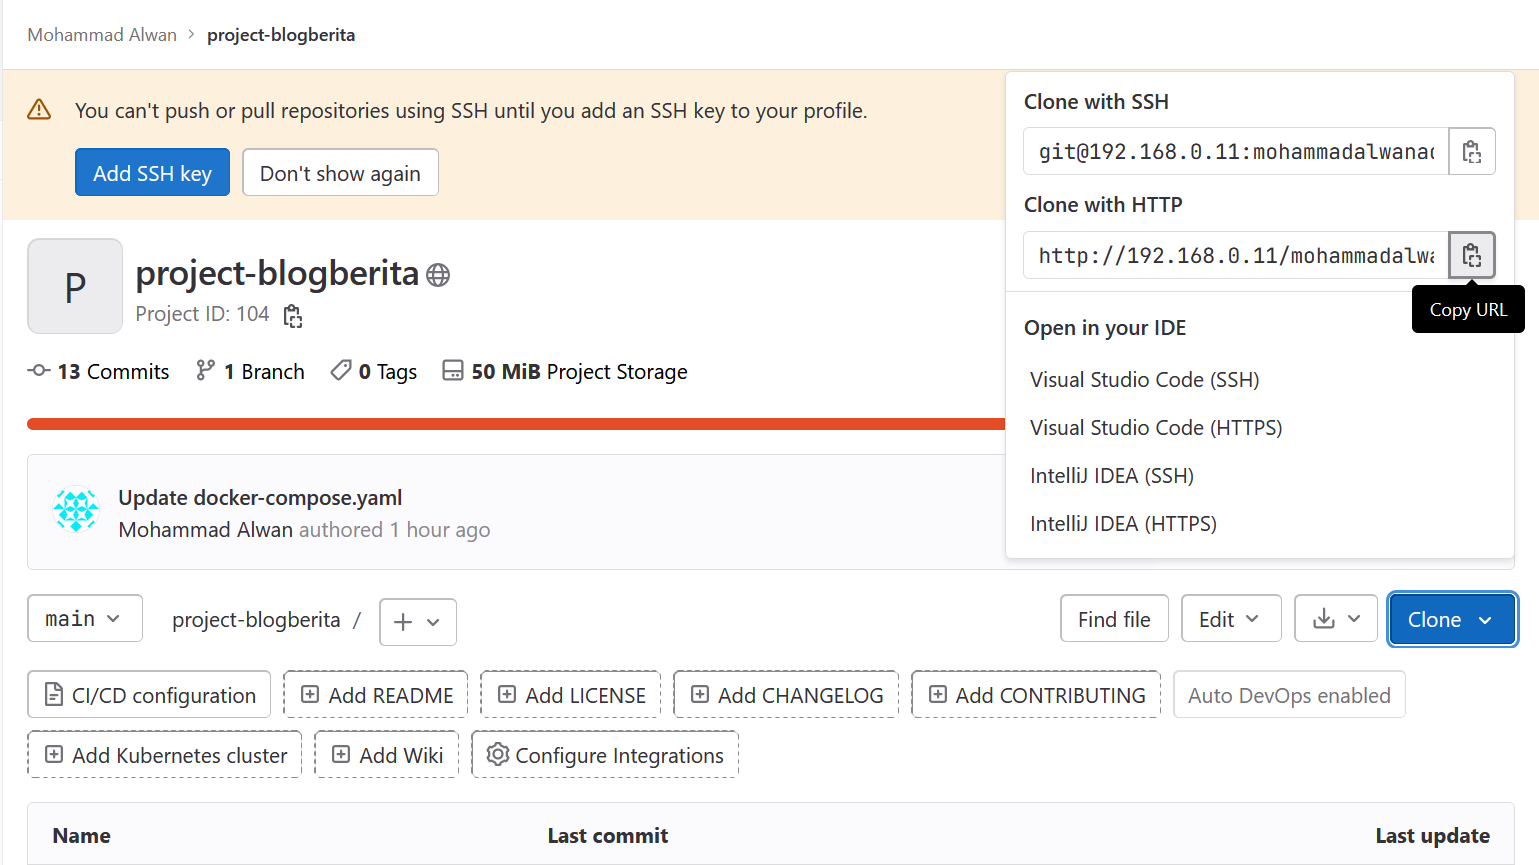 Mohammad Alwan > project-blogberita
You can't push or pull repositories using SSH until you add an SSH key to your profile.
Add SSH key
Don't show again
Clone with SSH
git@192.168.0.11:mohammadalwanad
Clone with HTTP
http://192.168.0.11/mohammadalwa
Copy URL
Open in your IDE
Visual Studio Code (SSH)
Visual Studio Code (HTTPS)
IntelliJ IDEA (SSH)
IntelliJ IDEA (HTTPS)
P
project-blogberita
Project ID: 104
13 Commits
1 Branch
0 Tags
50 MiB Project Storage
Update docker-compose.yaml
Mohammad Alwan authored 1 hour ago
main
project-blogberita /
Find file
Edit
Clone
CI/CD configuration
Add README
Add LICENSE
Add CHANGELOG
Add CONTRIBUTING
Auto DevOps enabled
Add Kubernetes cluster
Add Wiki
Configure Integrations
Name
Last commit
Last update